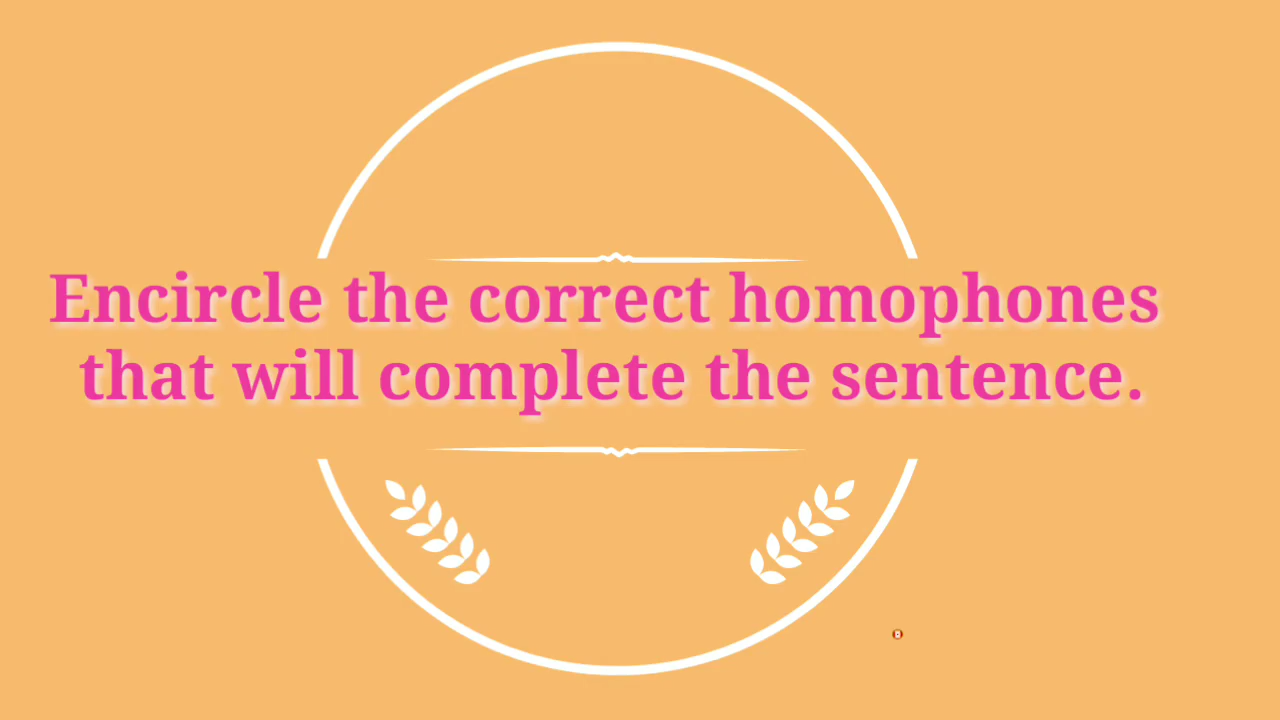 Encircle the correct homophones
that will complete the sentence.